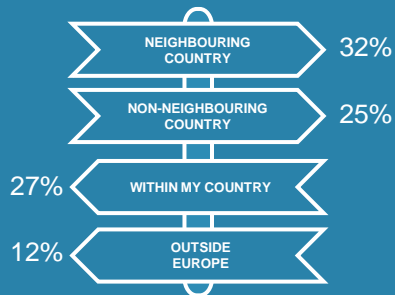 NEIGHBOURING
COUNTRY
32%
NON-NEIGHBOURING
COUNTRY
25%
27%
WITHIN MY COUNTRY
12%
OUTSIDE
EUROPE